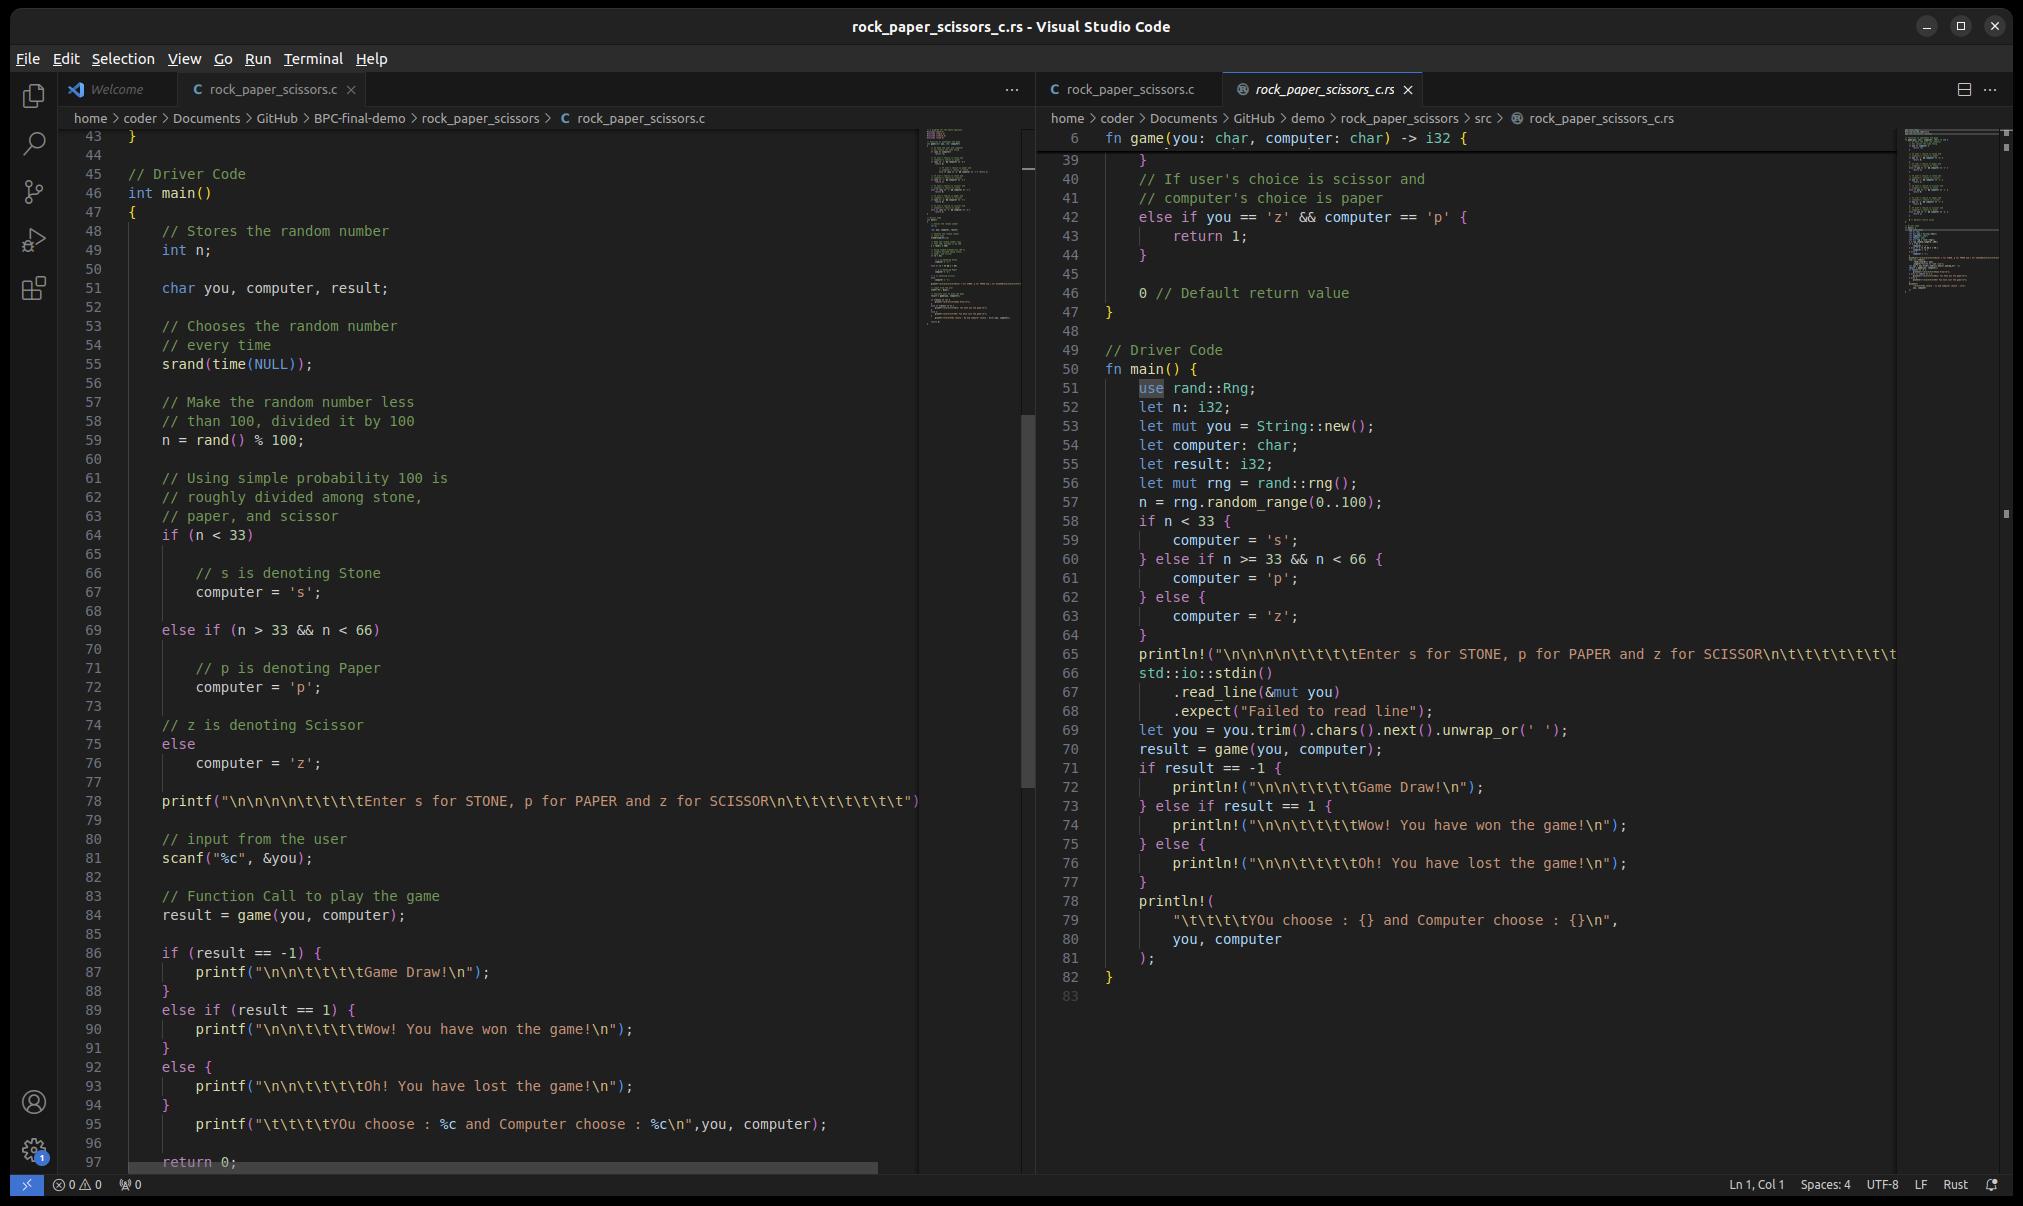 rock_paper_scissors_c.rs - Visual Studio Code
File Edit Selection View Go Run Terminal Help
Welcome
C rock_paper_scissors.c
home > coder > Documents > GitHub > BPC-final-demo > rock_paper_scissors > C rock_paper_scissors.c
43 }
44
45 // Driver Code
46 int main()
47 {
48     // Stores the random number
49     int n;
50
51     char you, computer, result;
52
53     // Chooses the random number
54     // every time
55     srand(time(NULL));
56
57     // Make the random number less
58     // than 100, divided it by 100
59     n = rand() % 100;
60
61     // Using simple probability 100 is
62     // roughly divided among stone,
63     // paper, and scissor
64     if (n < 33)
65
66         // s is denoting Stone
67         computer = 's';
68
69     else if (n > 33 && n < 66)
70
71         // p is denoting Paper
72         computer = 'p';
73
74     // z is denoting Scissor
75     else
76         computer = 'z';
77
78     printf("\n\n\n\n\t\t\t\tEnter s for STONE, p for PAPER and z for SCISSOR\n\t\t\t\t\t\t\t")
79
80     // input from the user
81     scanf("%c", &you);
82
83     // Function Call to play the game
84     result = game(you, computer);
85
86     if (result == -1) {
87         printf("\n\n\t\t\t\tGame Draw!\n");
88     }
89     else if (result == 1) {
90         printf("\n\n\t\t\t\tWow! You have won the game!\n");
91     }
92     else {
93         printf("\n\n\t\t\t\tOh! You have lost the game!\n");
94     }
95         printf("\t\t\t\tYOu choose : %c and Computer choose : %c\n",you, computer);
96
97     return 0;
C rock_paper_scissors.c
rock_paper_scissors_c.rs
home > coder > Documents > GitHub > demo > rock_paper_scissors > src > rock_paper_scissors_c.rs
6 fn game(you: char, computer: char) -> i32 {
39     }
40     // If user's choice is scissor and
41     // computer's choice is paper
42     else if you == 'z' && computer == 'p' {
43         return 1;
44     }
45
46     0 // Default return value
47 }
48
49 // Driver Code
50 fn main() {
51     use rand::Rng;
52     let n: i32;
53     let mut you = String::new();
54     let computer: char;
55     let result: i32;
56     let mut rng = rand::rng();
57     n = rng.random_range(0..100);
58     if n < 33 {
59         computer = 's';
60     } else if n >= 33 && n < 66 {
61         computer = 'p';
62     } else {
63         computer = 'z';
64     }
65     println!("\n\n\n\n\t\t\t\tEnter s for STONE, p for PAPER and z for SCISSOR\n\t\t\t\t\t\t
66     std::io::stdin()
67         .read_line(&mut you)
68         .expect("Failed to read line");
69     let you = you.trim().chars().next().unwrap_or(' ');
70     result = game(you, computer);
71     if result == -1 {
72         println!("\n\n\t\t\t\tGame Draw!\n");
73     } else if result == 1 {
74         println!("\n\n\t\t\t\tWow! You have won the game!\n");
75     } else {
76         println!("\n\n\t\t\t\tOh! You have lost the game!\n");
77     }
78     println!(
79         "\t\t\t\tYOu choose : {} and Computer choose : {}\n",
80         you, computer
81     );
82 }
83
1
0 0 0
Ln 1, Col 1 Spaces: 4 UTF-8 LF Rust